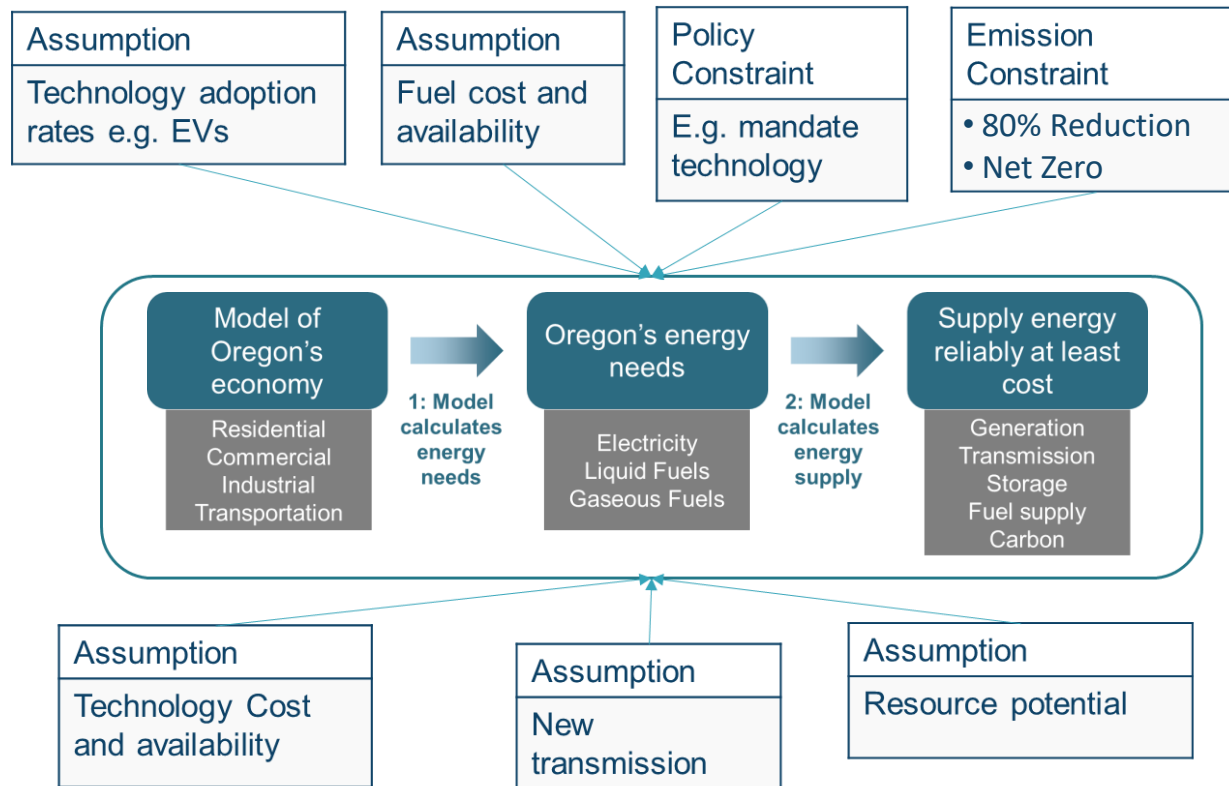 Assumption
Technology adoption
rates e.g. EVs
Assumption
Fuel cost and
availability
Policy
Constraint
E.g. mandate
technology
Emission
Constraint
• 80% Reduction
• Net Zero
Model of
Oregon’s
economy
Residential
Commercial
Industrial
Transportation
1: Model
calculates
energy
needs
Oregon’s energy
needs
Electricity
Liquid Fuels
Gaseous Fuels
2: Model
calculates
energy
supply
Supply energy
reliably at least
cost
Generation
Transmission
Storage
Fuel supply
Carbon
Assumption
Technology Cost
and availability
Assumption
New
transmission
Assumption
Resource potential